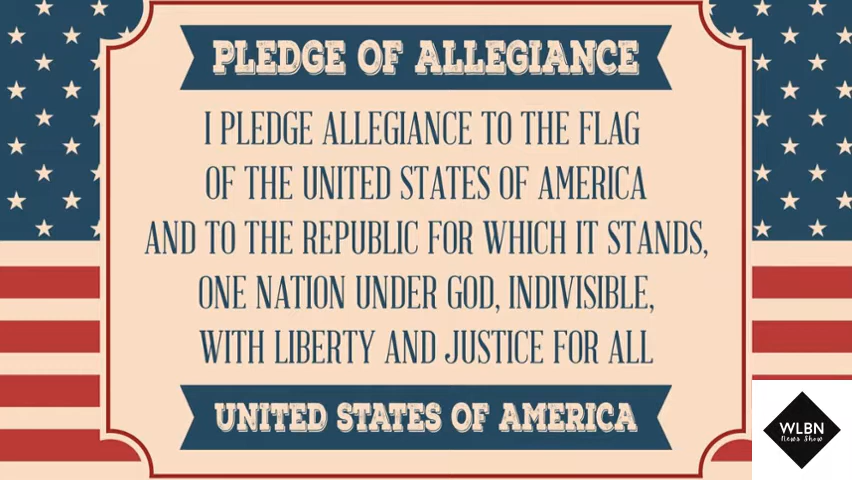 PLEDGE OF ALLEGIANCE
I PLEDGE ALLEGIANCE TO THE FLAG
OF THE UNITED STATES OF AMERICA
AND TO THE REPUBLIC FOR WHICH IT STANDS,
ONE NATION UNDER GOD, INDIVISIBLE,
WITH LIBERTY AND JUSTICE FOR ALL
UNITED STATES OF AMERICA
WLBN
News Show